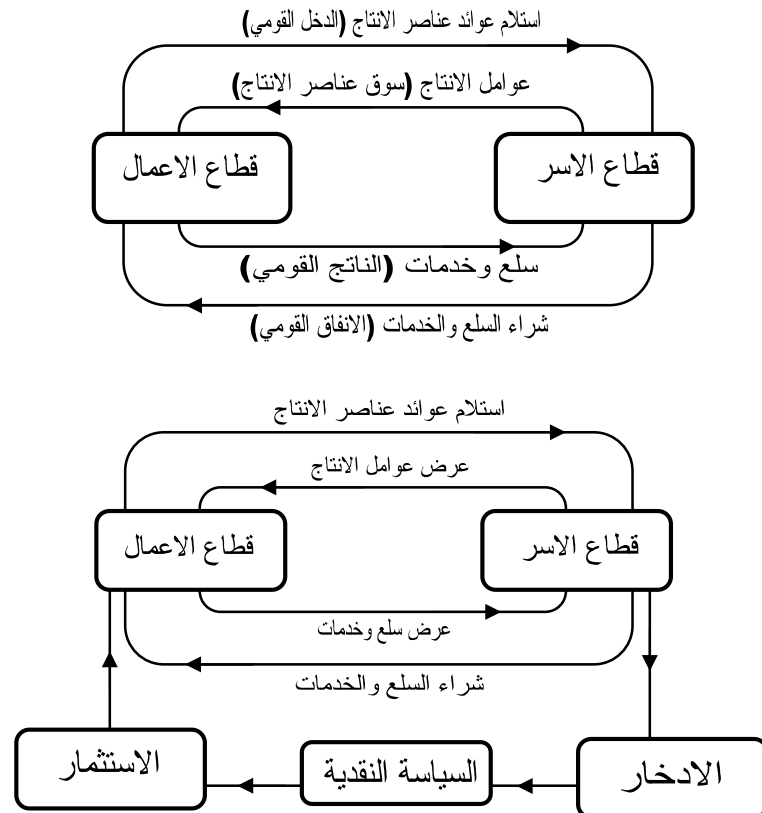 استلام عوائد عناصر الانتاج (الدخل القومي)
عوامل الانتاج (سوق عناصر الانتاج)
قطاع الاسر
قطاع الاعمال
سلع وخدمات (الناتج القومي)
شراء السلع والخدمات (الانفاق القومي)
استلام عوائد عناصر الانتاج
عرض عوامل الانتاج
قطاع الاسر
قطاع الاعمال
عرض سلع وخدمات
شراء السلع والخدمات
الادخار
السياسة النقدية
الاستثمار